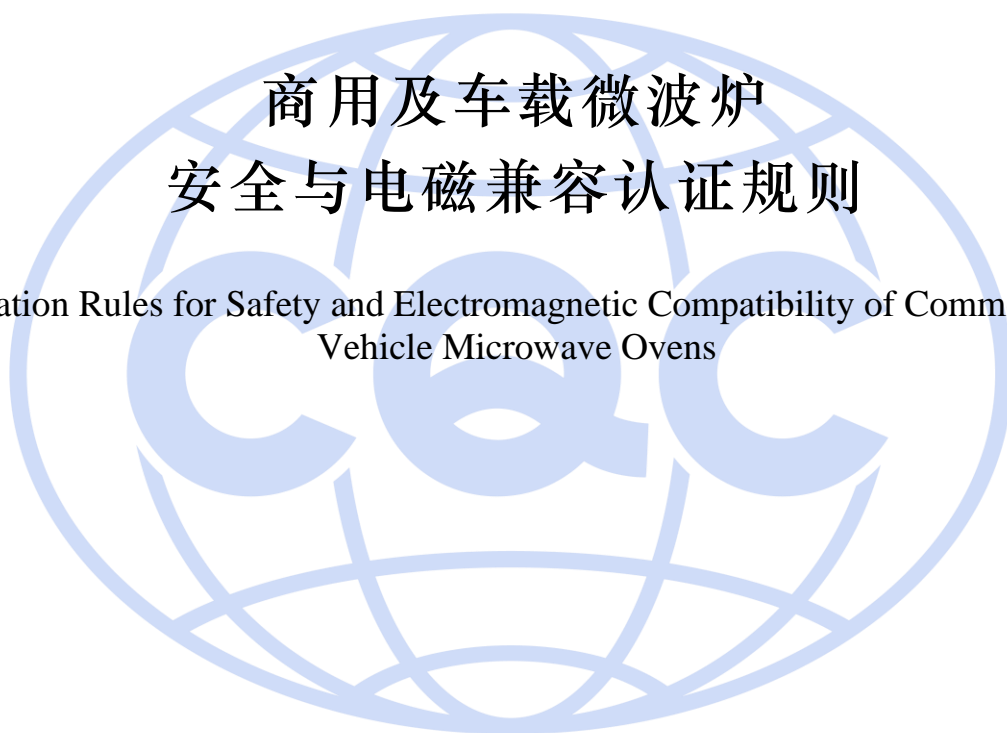 商用及车载微波炉
安全与电磁兼容认证规则
ation Rules for Safety and Electromagnetic Compatibility of Comm
Vehicle Microwave Ovens
CQC